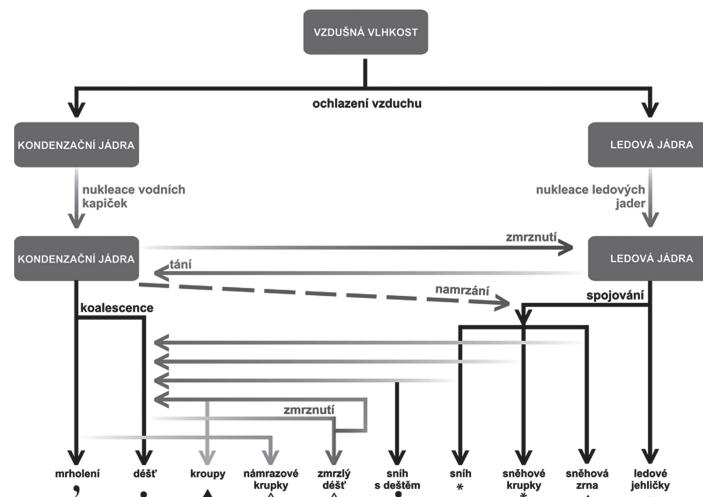 VZDUŠNÁ VLHKOST
ochlazení vzduchu
KONDENZAČNÍ JÁDRA
LEDOVÁ JÁDRA
nukleace vodních
kapiček
nukleace ledových
jader
zmrznutí
KONDENZAČNÍ JÁDRA
LEDOVÁ JÁDRA
tání
namrzání
spojování
koalescence
zmrznutí
mrholení
déšť
kroupy
námrazové
krupky
zmrzlý
déšť
sníh
s deštěm
sníh
sněhové
krupky
sněhová
zrna
ledové
jehličky